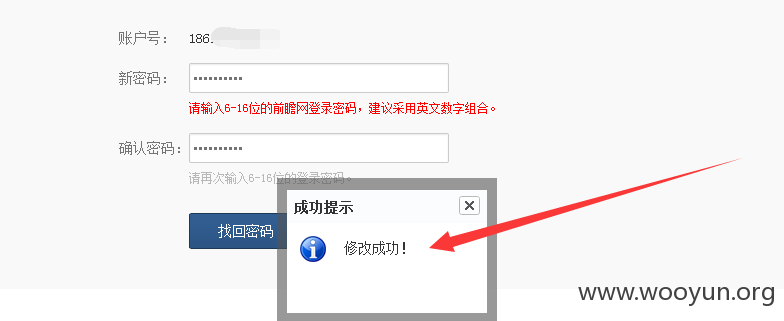 账户号： 186
新密码： ••••••••••
请输入6-16位的前瞻网登录密码，建议采用英文数字组合。
确认密码： ••••••••••
请再次输入6-16位的登录密码。
找回密码
成功提示
修改成功！
www.wooyun.org